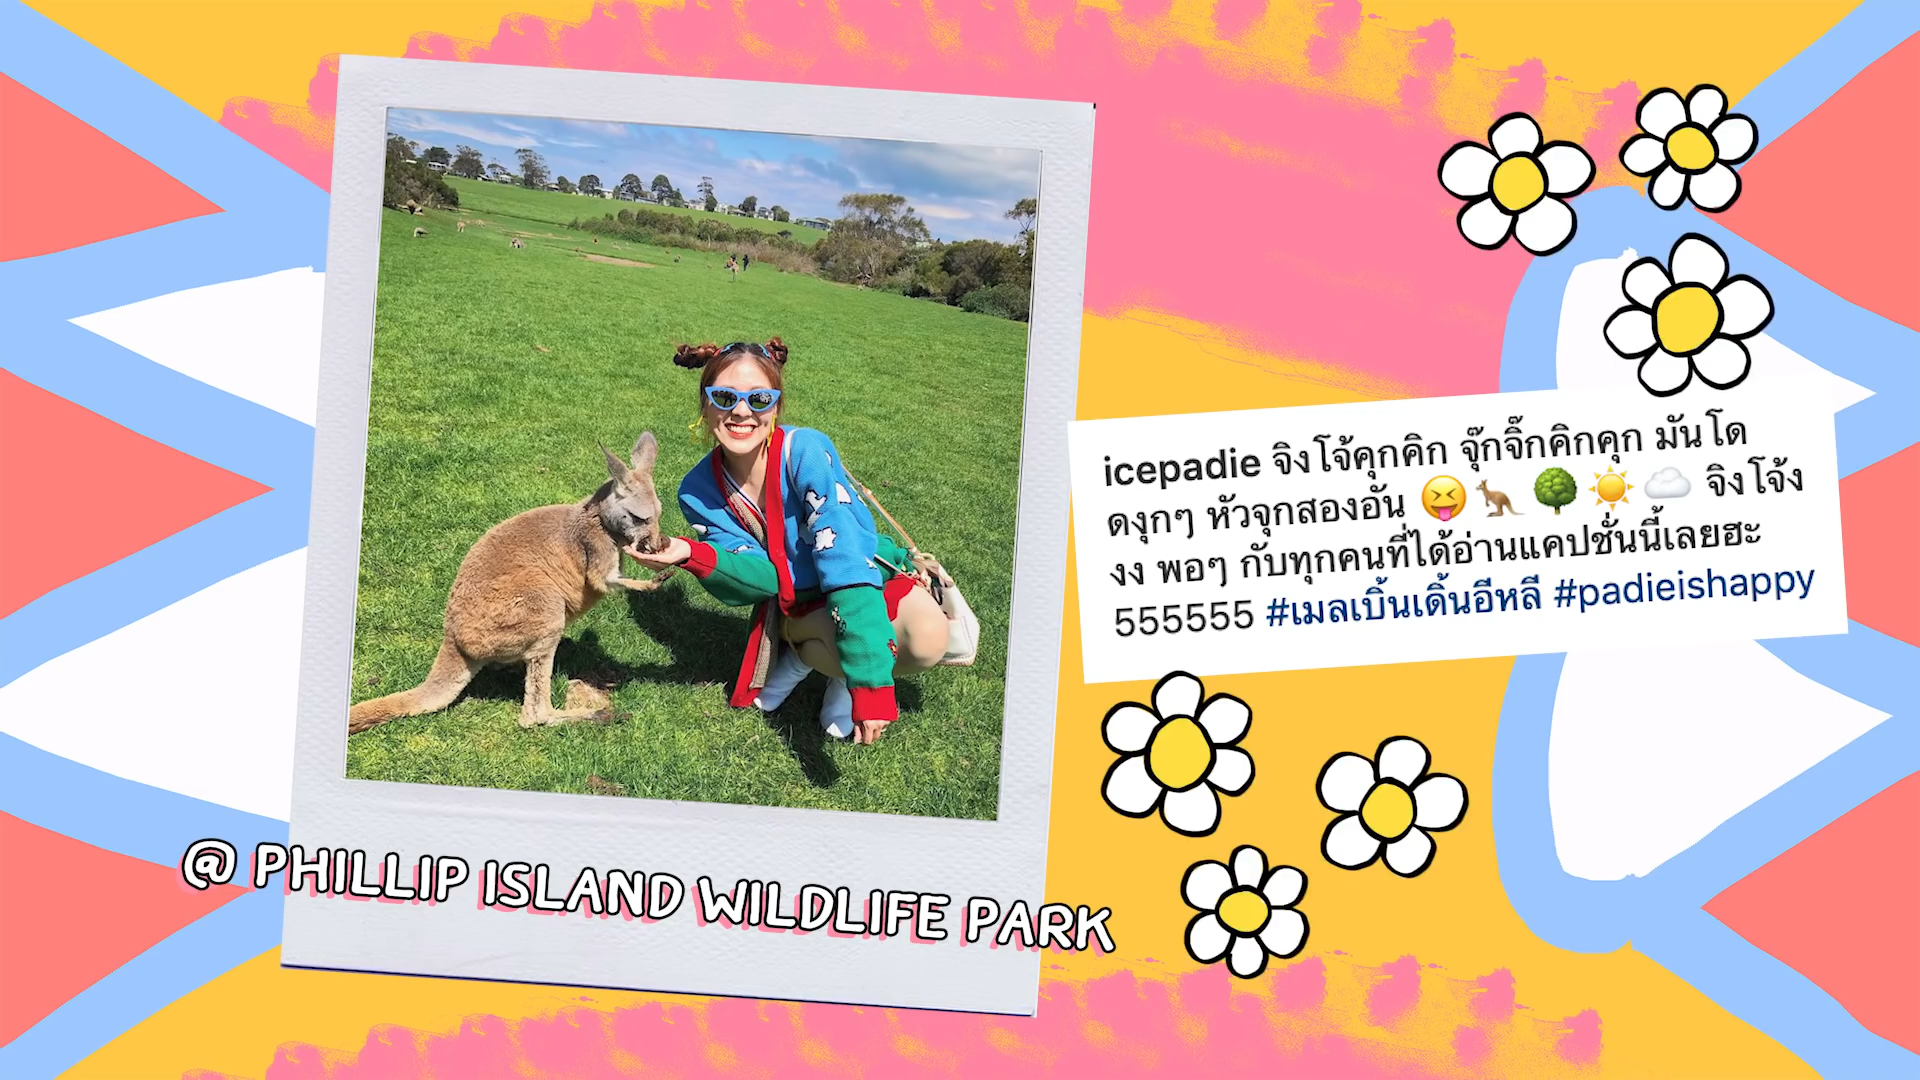 icepadie จิงโจ้คุกคิก จุ๊กจิ๊กคิกคุก มันโด
ดงุกๆ หัวจุกสองอัน 😝🦘🌳☀️☁️ จิงโจ้ง
งง พอๆ กับทุกคนที่ได้อ่านแคปชั่นนี้เลยฮะ
555555 #เมลเบิ้นเดิ้นอีหลี #padieishappy
@ PHILLIP ISLAND WILDLIFE PARK